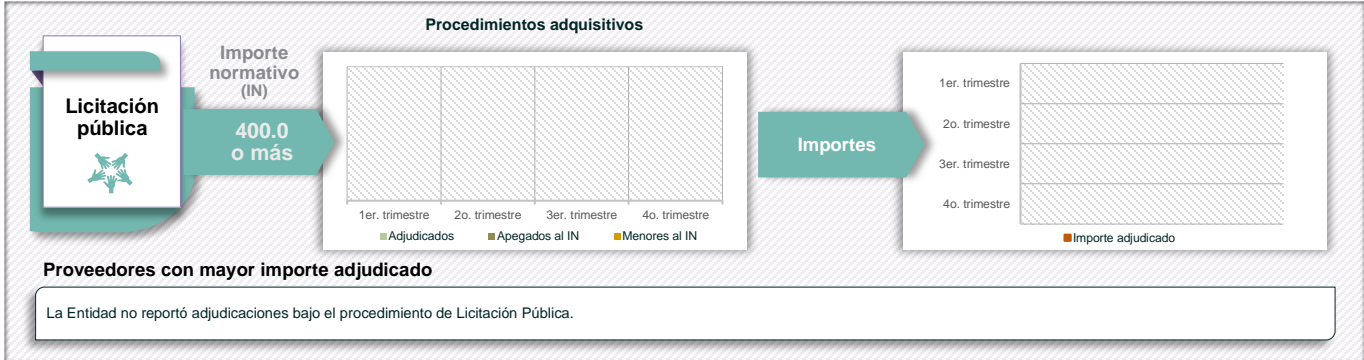 Procedimientos adquisitivos
Licitación
pública
Importe
normativo
(IN)
400.0
o más
1er. trimestre 2o. trimestre 3er. trimestre 4o. trimestre
Adjudicados Apegados al IN Menores al IN
Importes
1er. trimestre
2o. trimestre
3er. trimestre
4o. trimestre
Importe adjudicado
Proveedores con mayor importe adjudicado
La Entidad no reportó adjudicaciones bajo el procedimiento de Licitación Pública.